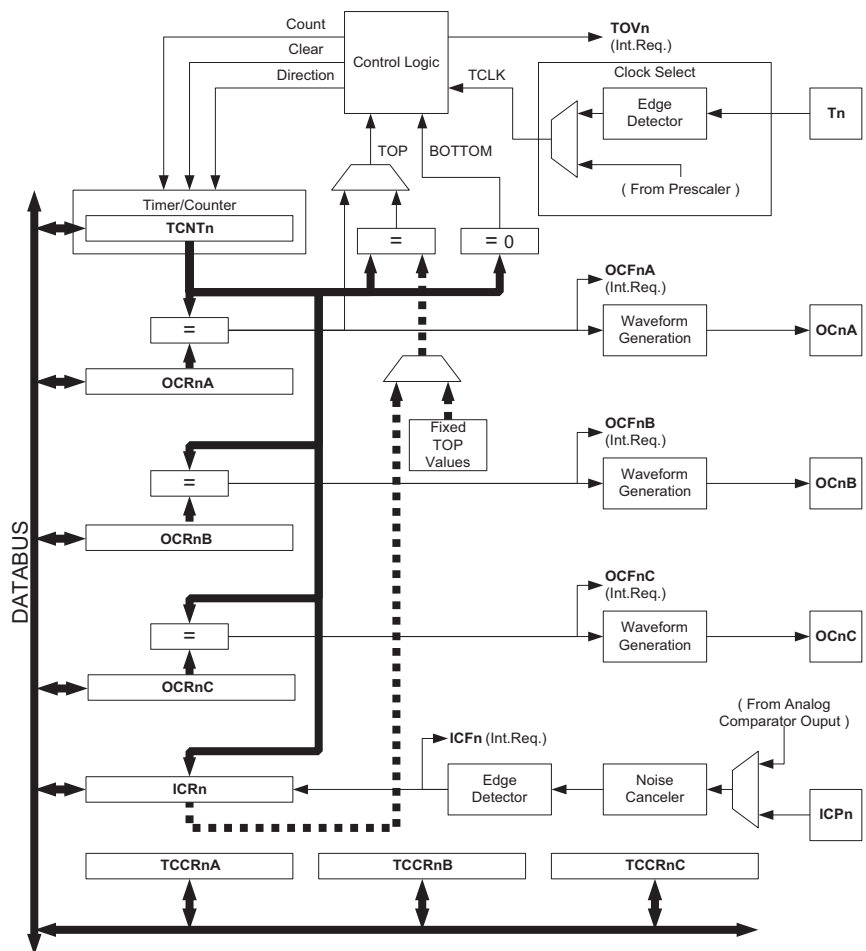 Count
Clear
Direction
Control Logic
TOVn
(Int.Req.)
TCLK
Clock Select
Edge
Detector
Tn
( From Prescaler )
TOP
BOTTOM
Timer/Counter
TCNTn
=
= 0
=
OCRnA
OCFnA
(Int.Req.)
Waveform
Generation
OCnA
Fixed
TOP
Values
=
OCRnB
OCFnB
(Int.Req.)
Waveform
Generation
OCnB
DATABUS
=
OCRnC
OCFnC
(Int.Req.)
Waveform
Generation
OCnC
( From Analog
Comparator Ouput )
ICFn (Int.Req.)
ICRn
Edge
Detector
Noise
Canceler
ICPn
TCCRnA
TCCRnB
TCCRnC